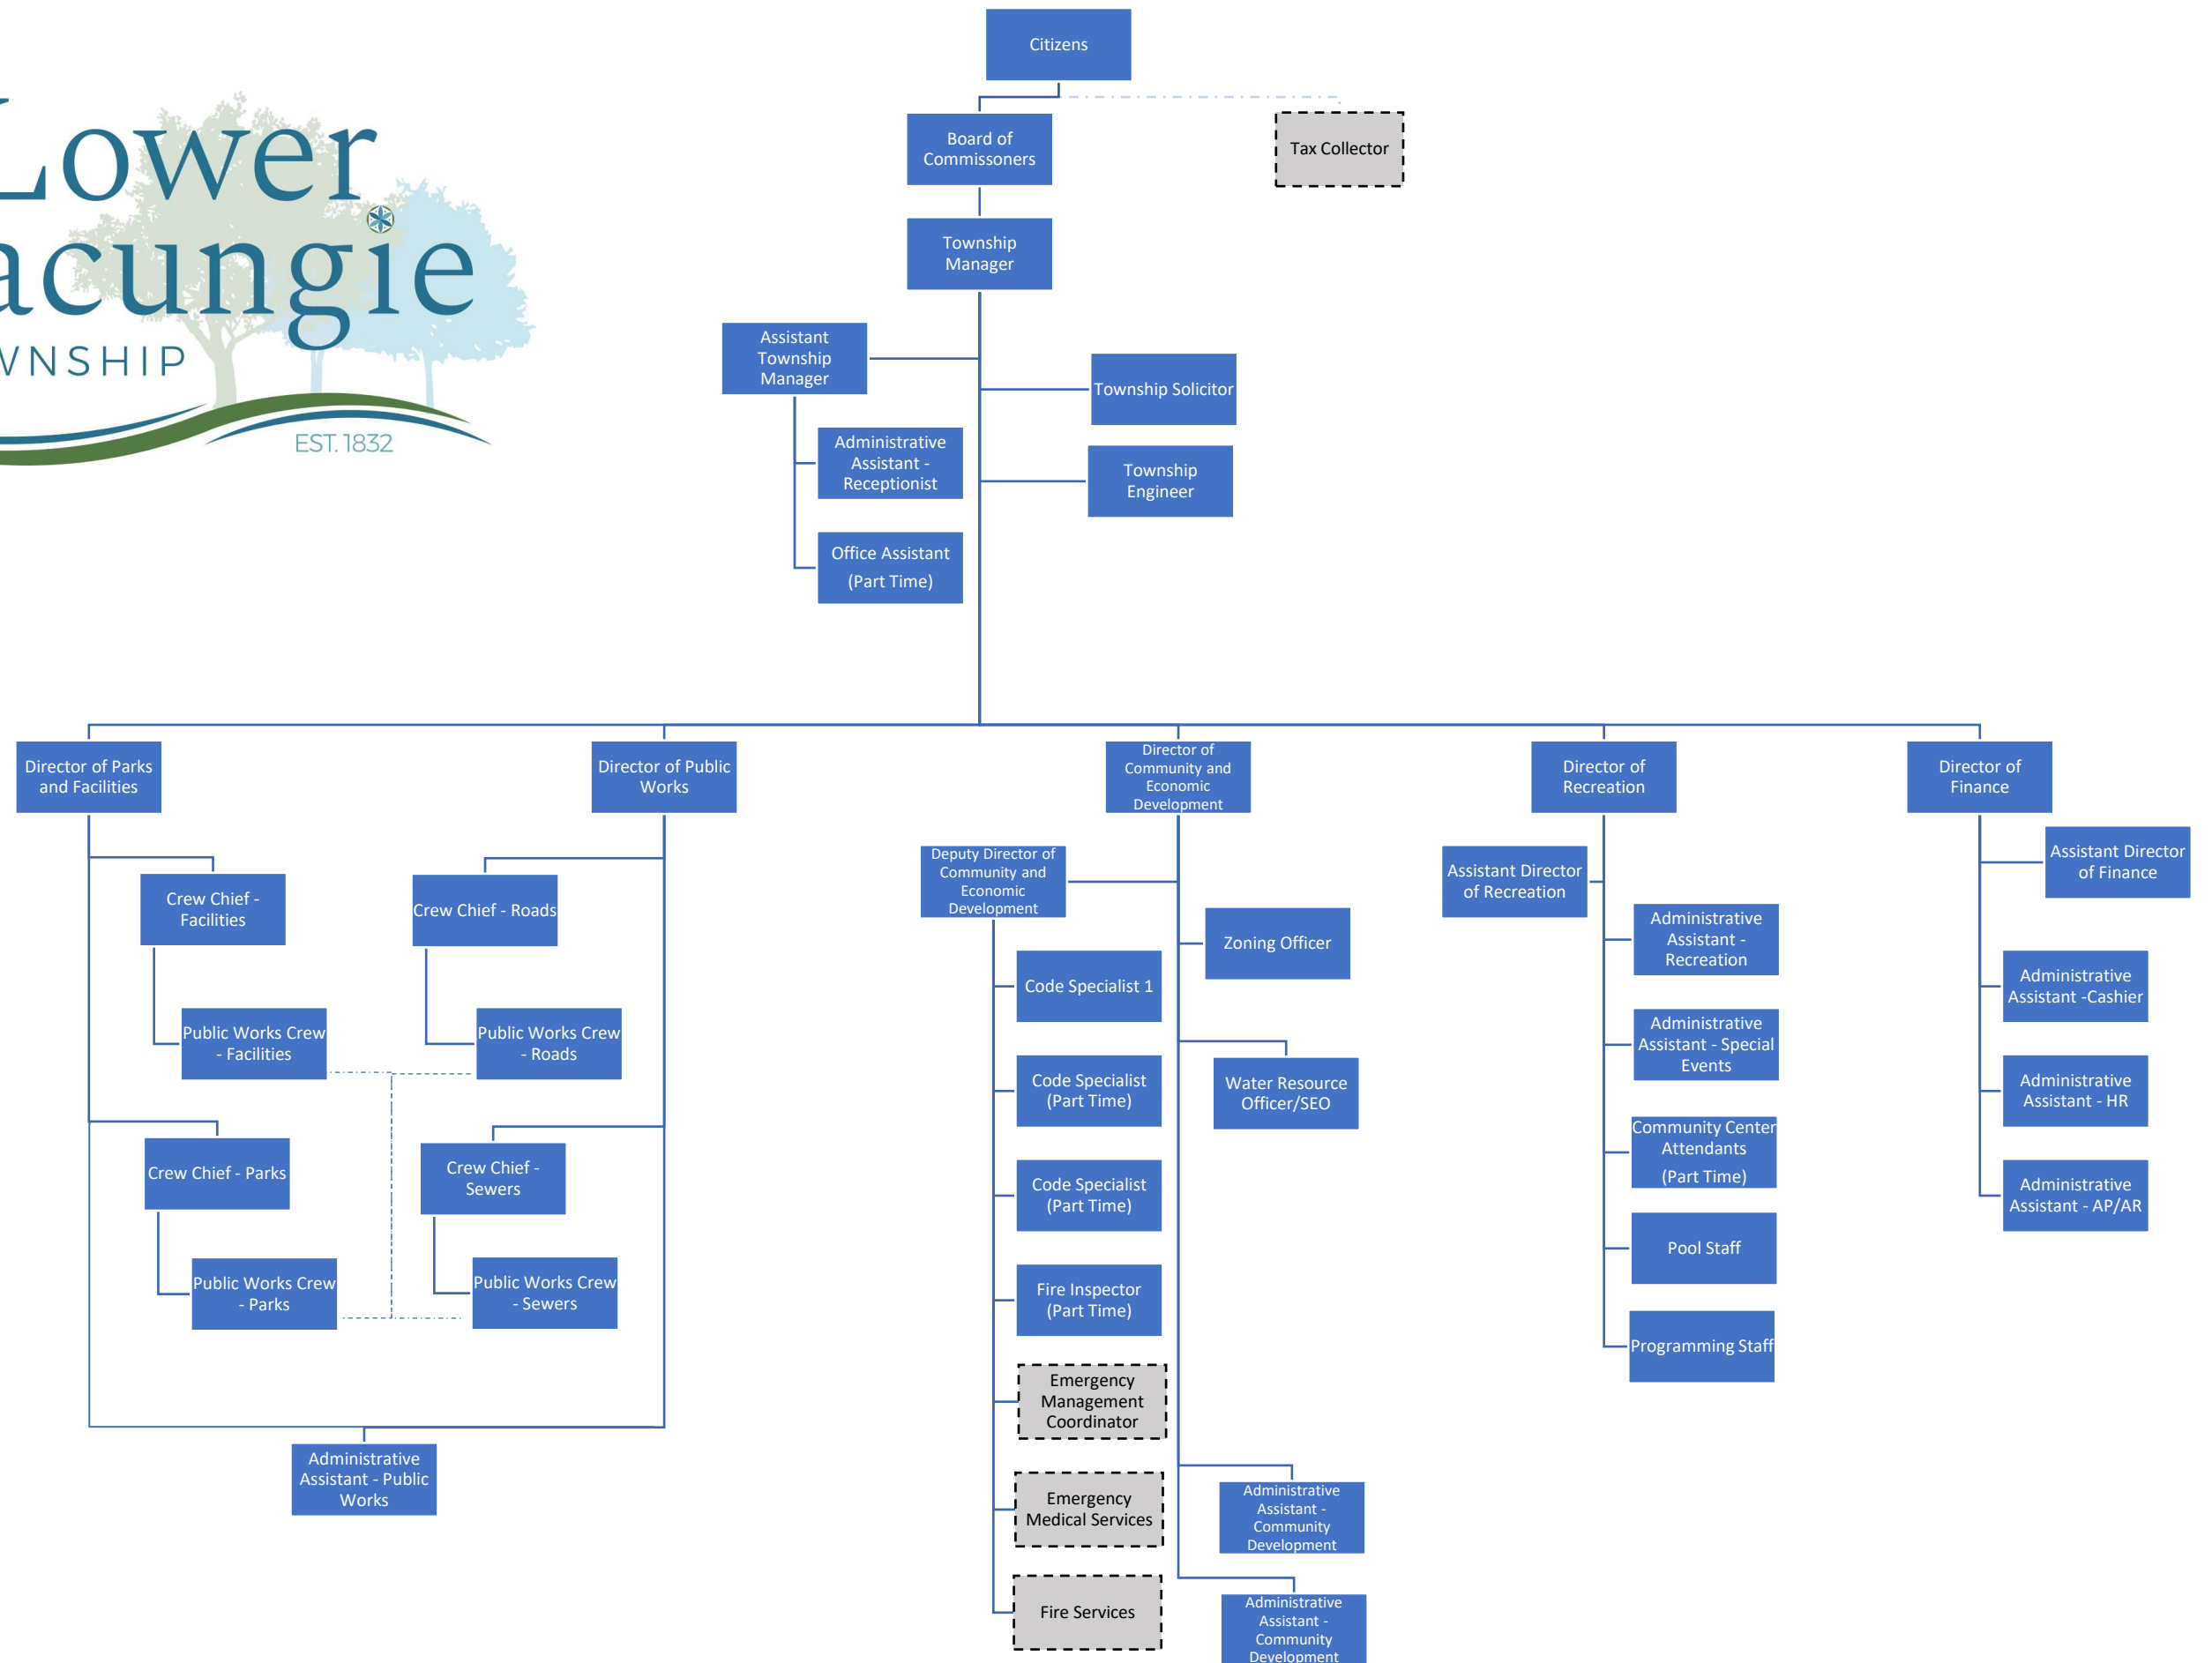 Citizens
Lower
acungie
WNSHIP
EST. 1832
Board of
Commissoners
Tax Collector
Township
Manager
Assistant
Township
Manager
Township Solicitor
Administrative
Assistant -
Receptionist
Township
Engineer
Office Assistant
(Part Time)
Director of Parks
and Facilities
Director of Public
Works
Director of
Community and
Economic
Development
Director of
Recreation
Director of
Finance
Crew Chief -
Facilities
Public Works Crew
- Facilities
Crew Chief - Parks
Public Works Crew
- Parks
Crew Chief - Roads
Public Works Crew
- Roads
Crew Chief -
Sewers
Public Works Crew
- Sewers
Administrative
Assistant - Public
Works
Deputy Director of
Community and
Economic
Development
Code Specialist 1
Code Specialist
(Part Time)
Code Specialist
(Part Time)
Fire Inspector
(Part Time)
Emergency
Management
Coordinator
Emergency
Medical Services
Fire Services
Zoning Officer
Water Resource
Officer/SEO
Administrative
Assistant -
Community
Development
Administrative
Assistant -
Community
Development
Assistant Director
of Recreation
Administrative
Assistant -
Recreation
Administrative
Assistant - Special
Events
Community Center
Attendants
(Part Time)
Pool Staff
Programming Staff
Assistant Director
of Finance
Administrative
Assistant -Cashier
Administrative
Assistant - HR
Administrative
Assistant - AP/AR